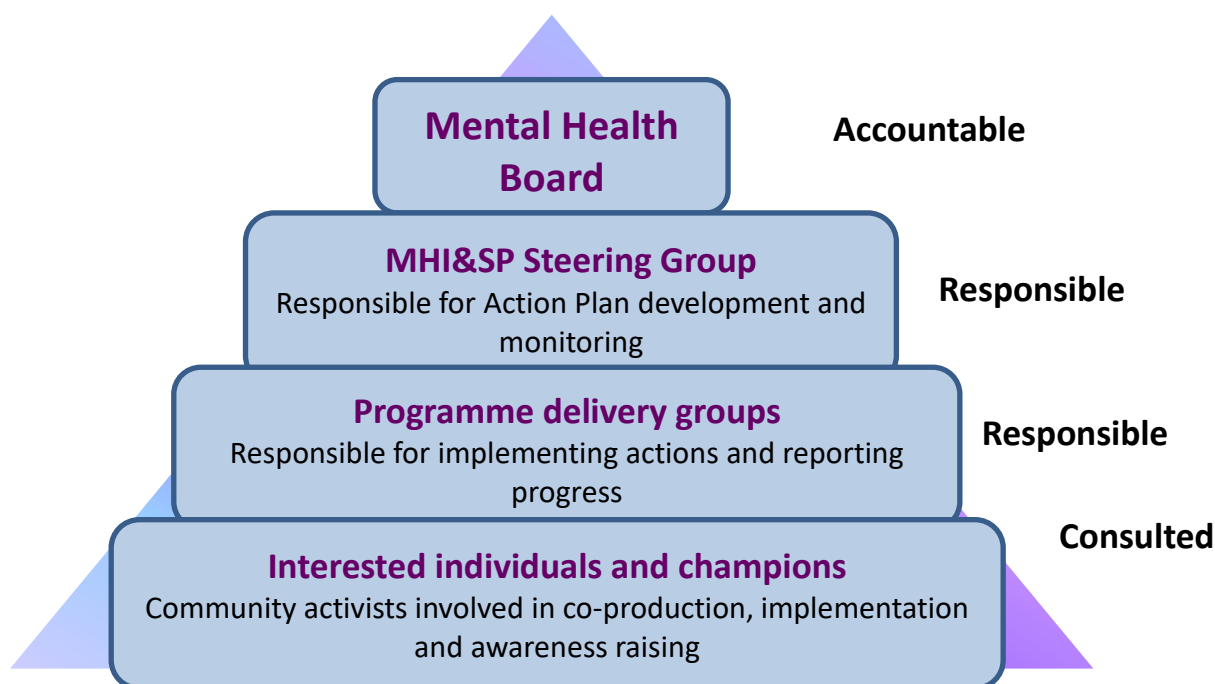 Mental Health
Board
Accountable
MHI&SP Steering Group
Responsible for Action Plan development and
monitoring
Responsible
Programme delivery groups
Responsible for implementing actions and reporting
progress
Responsible
Interested individuals and champions
Community activists involved in co-production, implementation
and awareness raising
Consulted